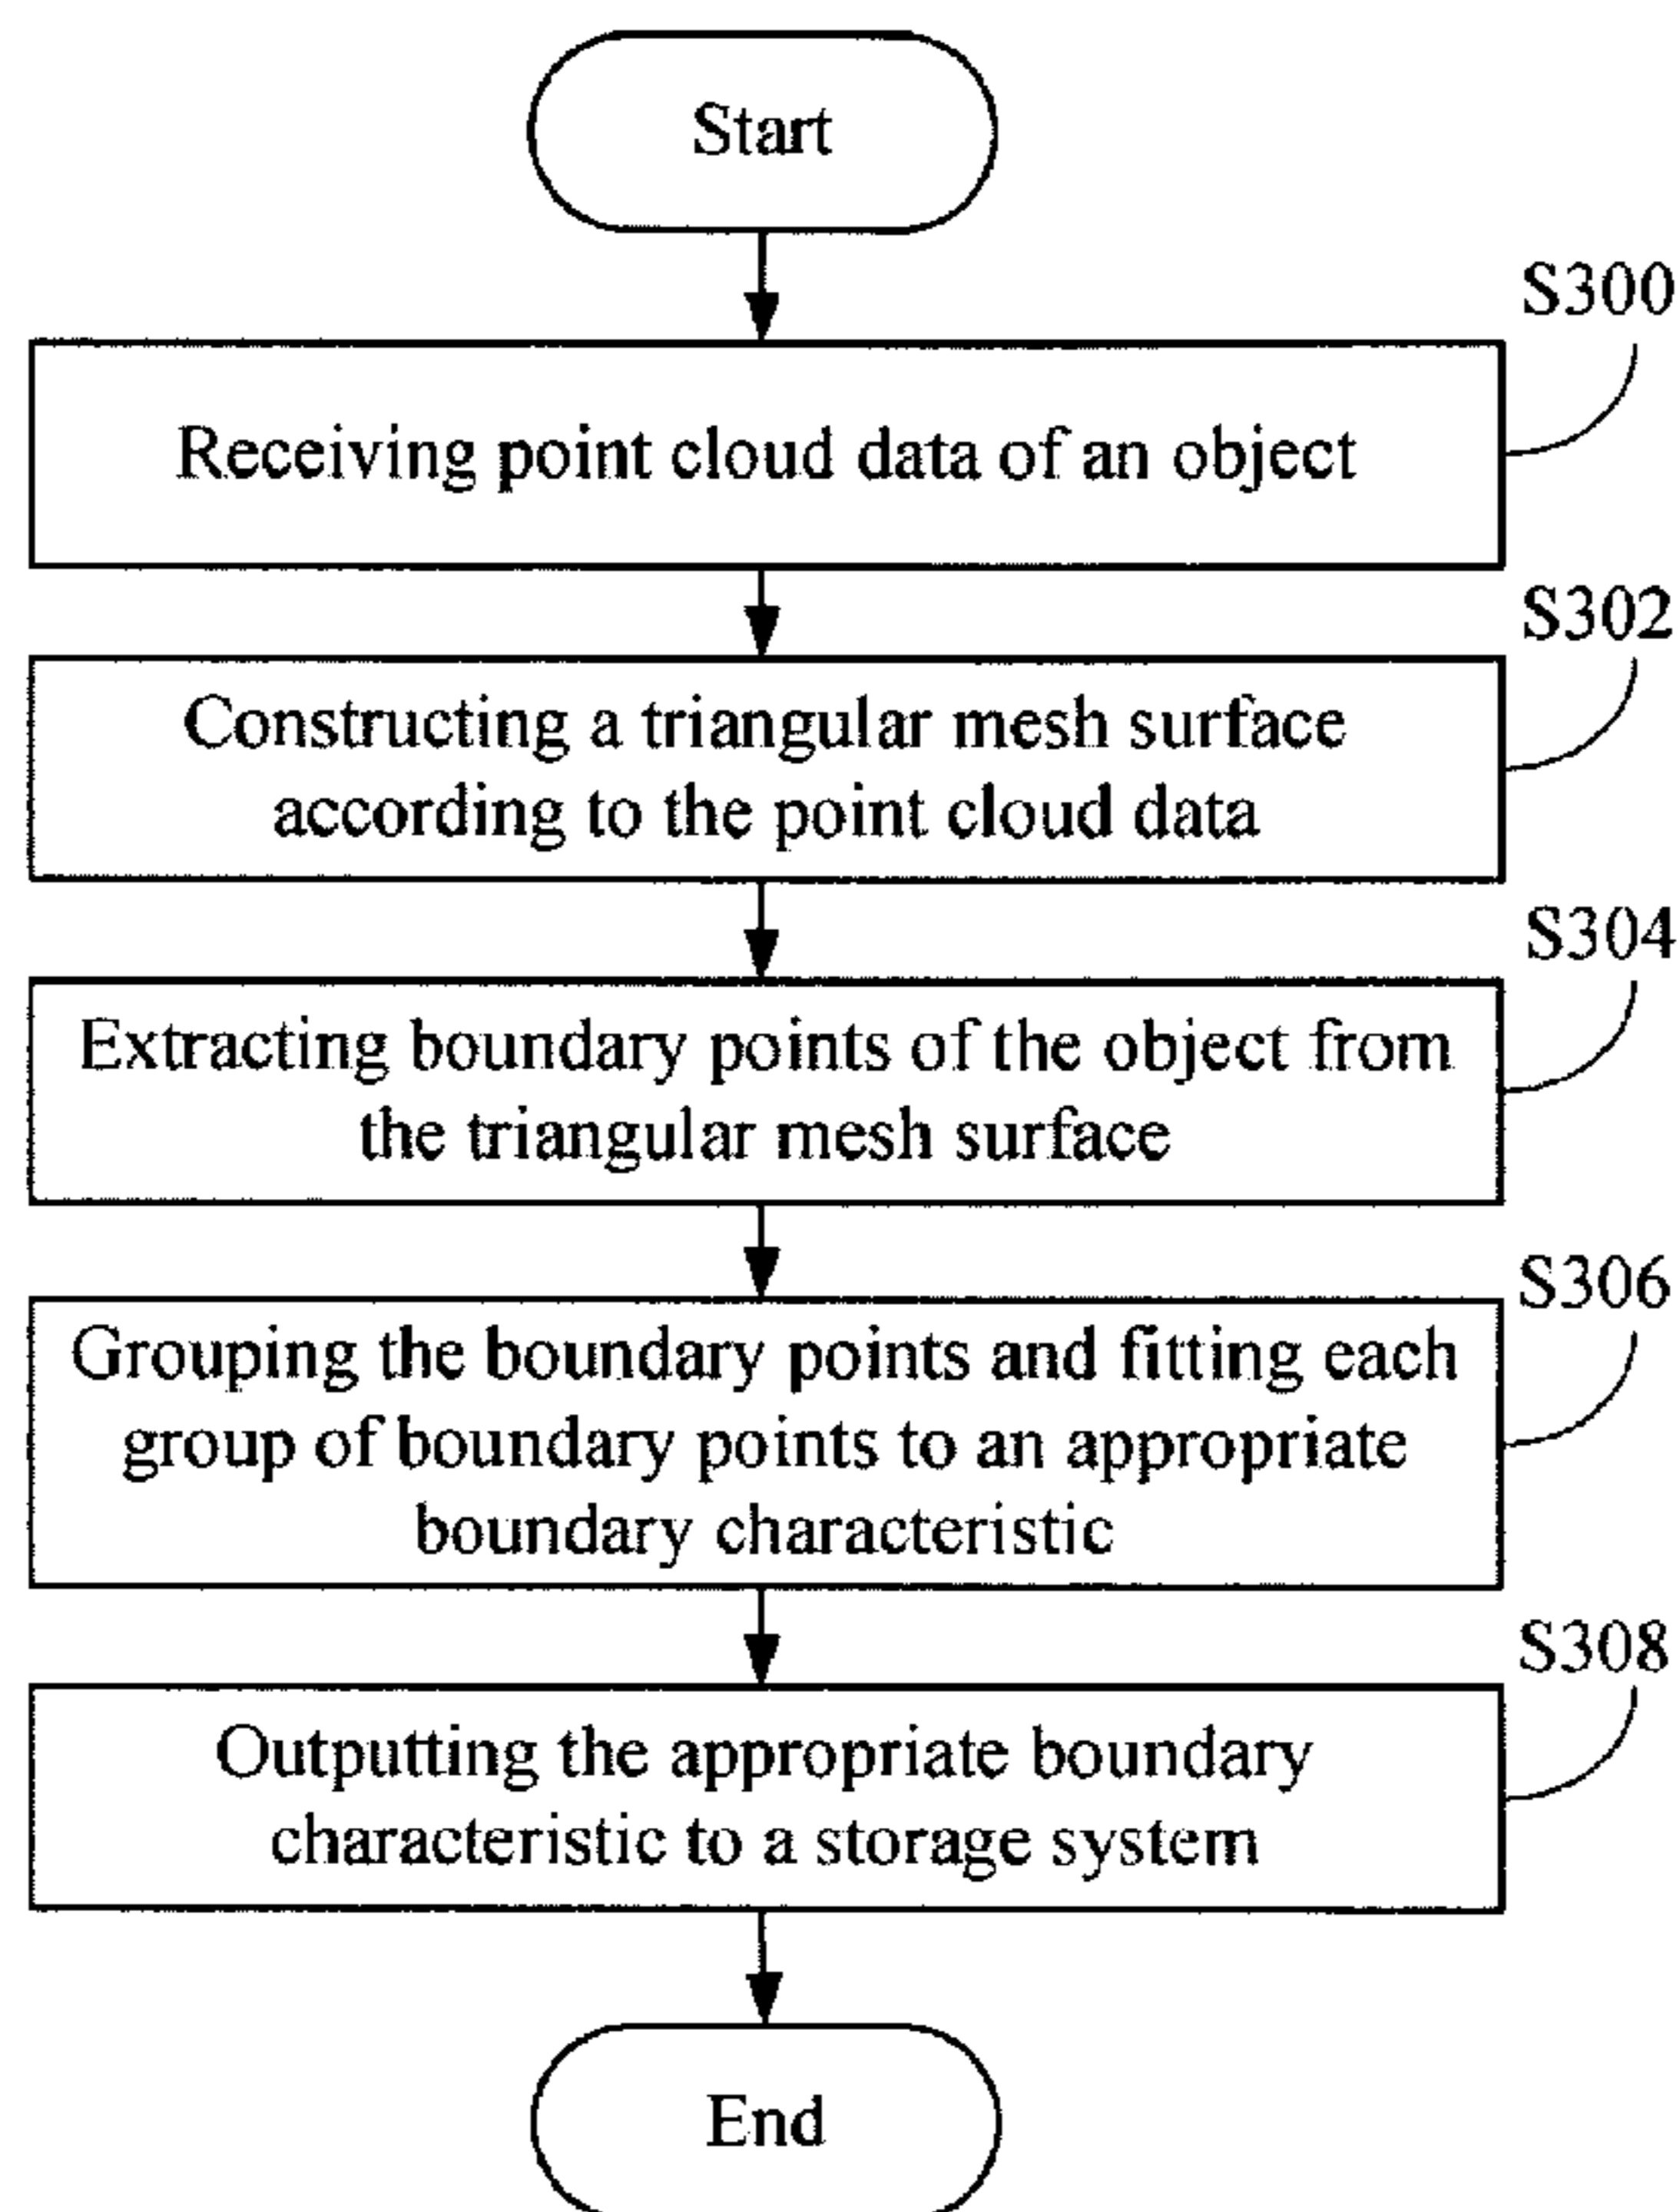 Start
S300
Receiving point cloud data of an object
S302
Constructing a triangular mesh surface
according to the point cloud data
S304
Extracting boundary points of the object from
the triangular mesh surface
S306
Grouping the boundary points and fitting each
group of boundary points to an appropriate
boundary characteristic
S308
Outputting the appropriate boundary
characteristic to a storage system
End